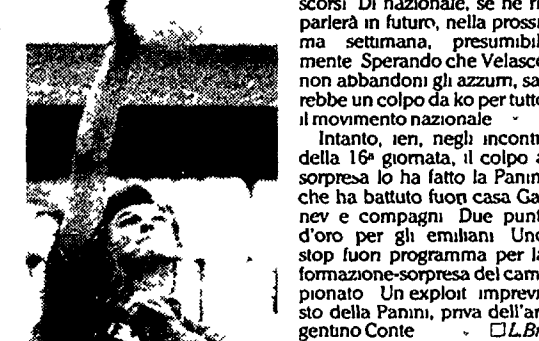 scorsi Di nazionale, se ne ri
parlerà in futuro, nella prossi
ma settimana, presumibil
mente Sperando che Velasco
non abbandoni gli azzurri, sa
rebbe un colpo da ko per tutto
il movimento nazionale
Intanto, ieri, negli incontri
della 16ª giornata, il colpo a
sorpresa lo ha fatto la Panini
che ha battuto fuori casa Ga
nev e compagni Due punti
d'oro per gli emiliani Uno
stop fuori programma per la
formazione-sorpresa del cam
pionato Un exploit imprevi
sto della Panini, priva dell'ar
gentino Conte □L.Br